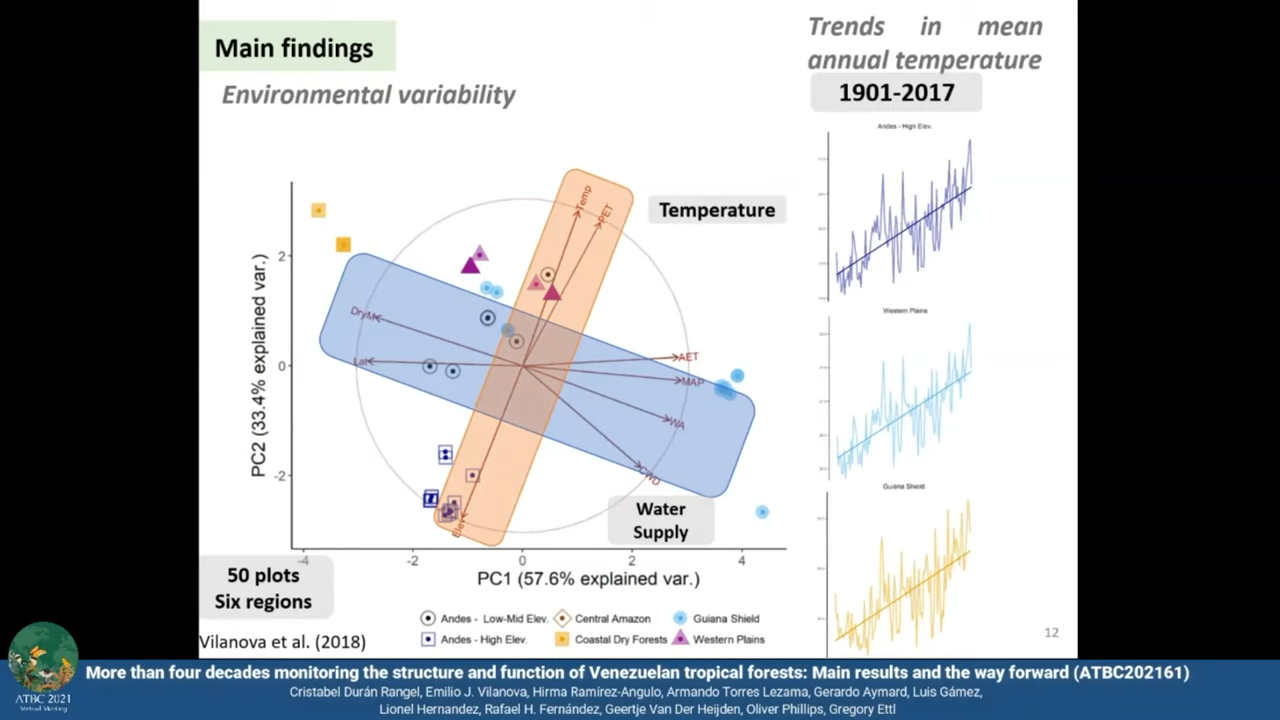 Main findings
Environmental variability
Trends in mean
annual temperature
1901-2017
Andes - High Elev.
Western Plains
Guiana Shield
PC2 (33.4% explained var.)
2
0
-2
Temp
PET
Temperature
DryM
Lat
AET
MAP
WA
CWD
Elev
Water
Supply
-4
-2
0
2
4
PC1 (57.6% explained var.)
50 plots
Six regions
Andes - Low-Mid Elev.
Central Amazon
Guiana Shield
Andes - High Elev.
Coastal Dry Forests
Western Plains
Vilanova et al. (2018)
12
ATBC 2021
Virtual Meeting
More than four decades monitoring the structure and function of Venezuelan tropical forests: Main results and the way forward (ATBC202161)
Cristabel Durán Rangel, Emilio J. Vilanova, Hirma Ramírez-Angulo, Armando Torres Lezama, Gerardo Aymard, Luis Gámez,
Lionel Hernandez, Rafael H. Fernández, Geertje Van Der Heijden, Oliver Phillips, Gregory Ettl